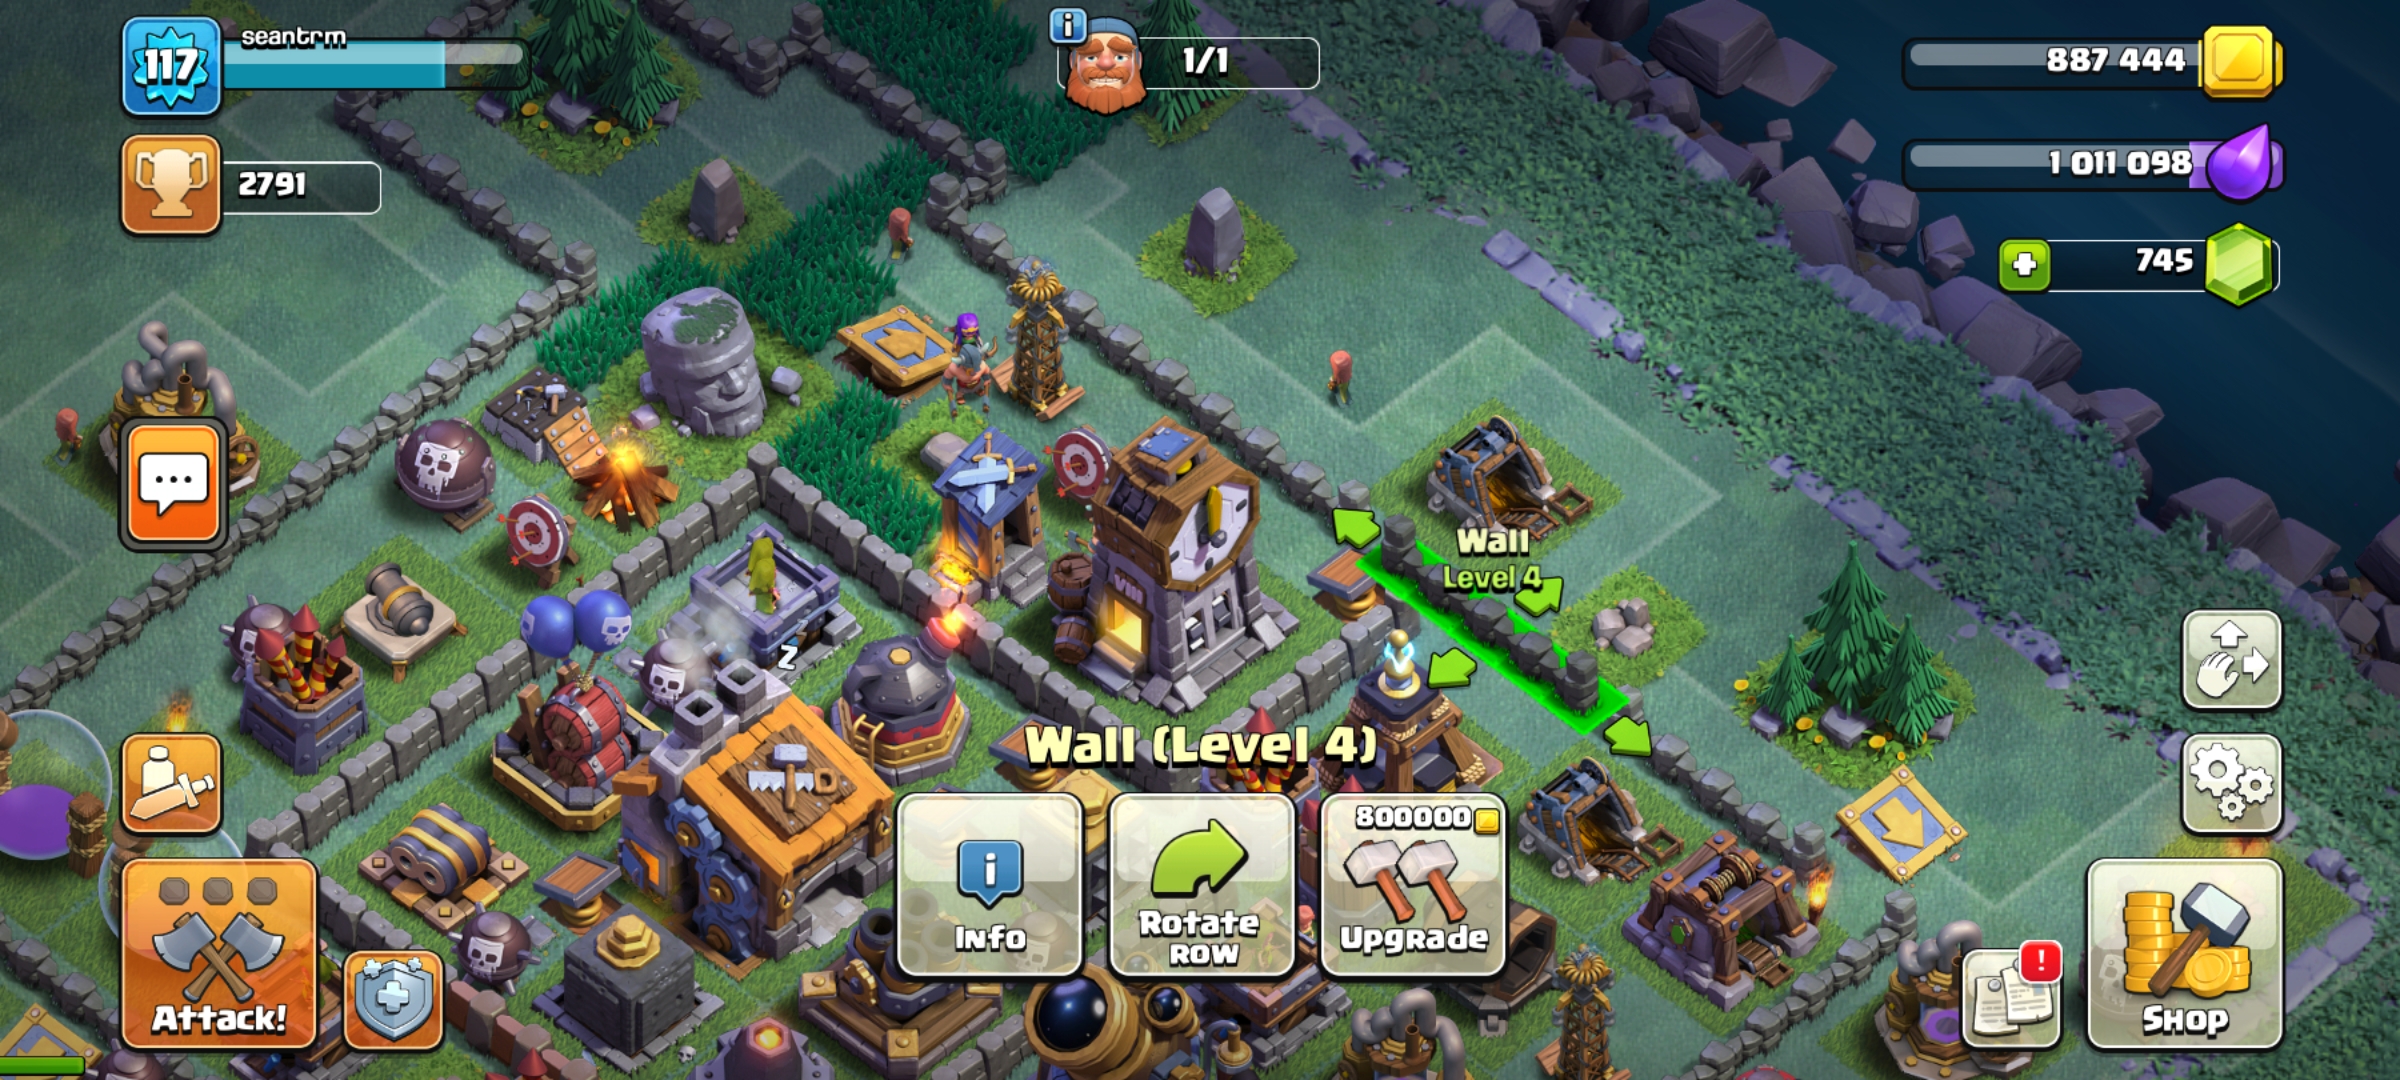 117
seantrm
1/1
887 444
2791
1 011 098
745
Wall
Level 4
VIII
Z
Wall (Level 4)
Info
Rotate
row
800000
Upgrade
Attack!
!
Shop